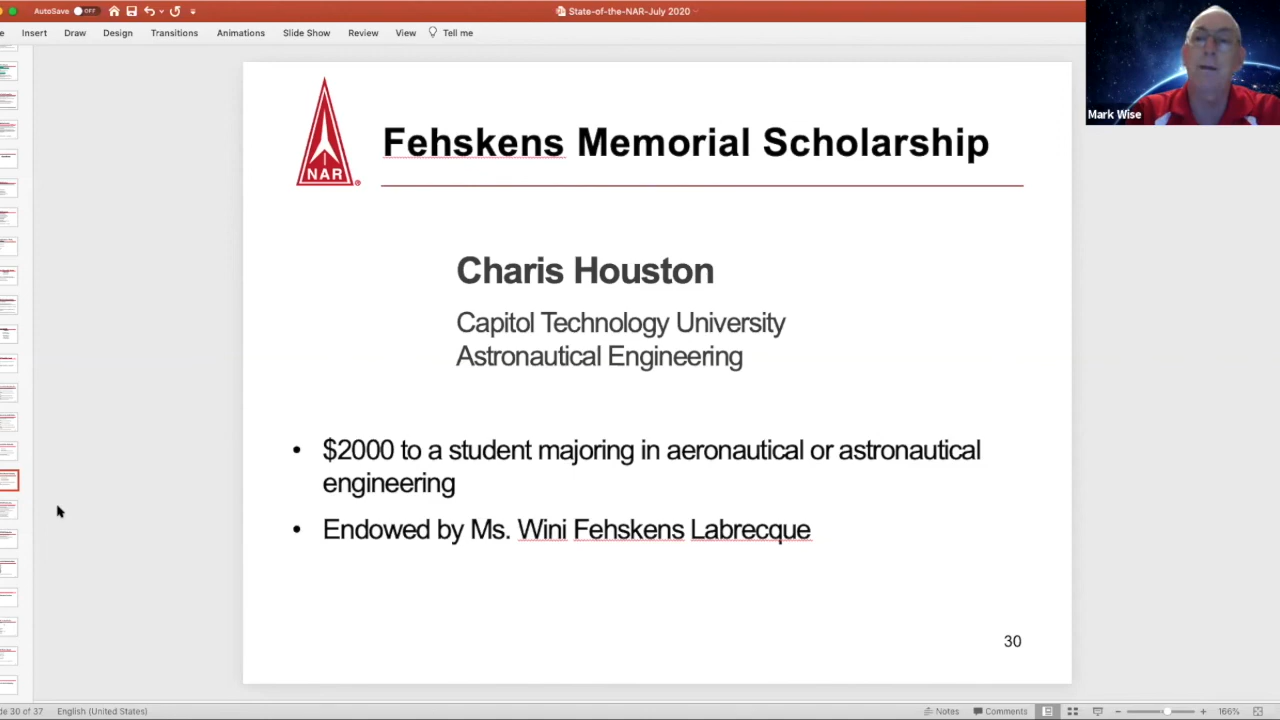 AutoSave OFF
State-of-the-NAR-July 2020
Insert Draw Design Transitions Animations Slide Show Review View Tell me
Mark Wise
NAR
Fehskens Memorial Scholarship
Charis Houston
Capitol Technology University
Astronautical Engineering
• $2000 to a student majoring in aeronautical or astronautical
engineering
• Endowed by Ms. Wini Fehskens Labrecque
30
de 30 of 37 English (United States) Notes Comments 166%